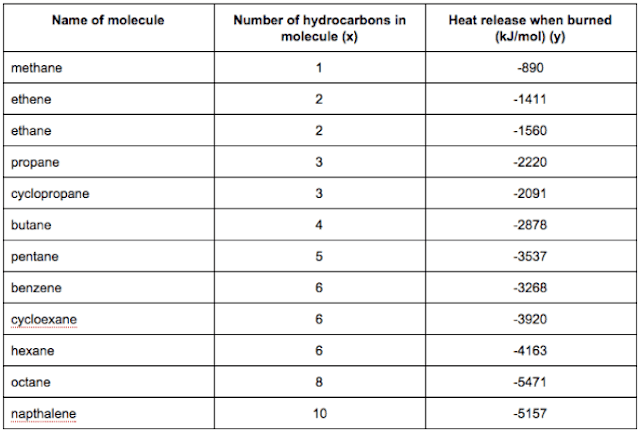 Name of molecule
Number of hydrocarbons in
molecule (x)
Heat release when burned
(kJ/mol) (y)
methane 1 -890
ethene 2 -1411
ethane 2 -1560
propane 3 -2220
cyclopropane 3 -2091
butane 4 -2878
pentane 5 -3537
benzene 6 -3268
cycloexane 6 -3920
hexane 6 -4163
octane 8 -5471
napthalene 10 -5157